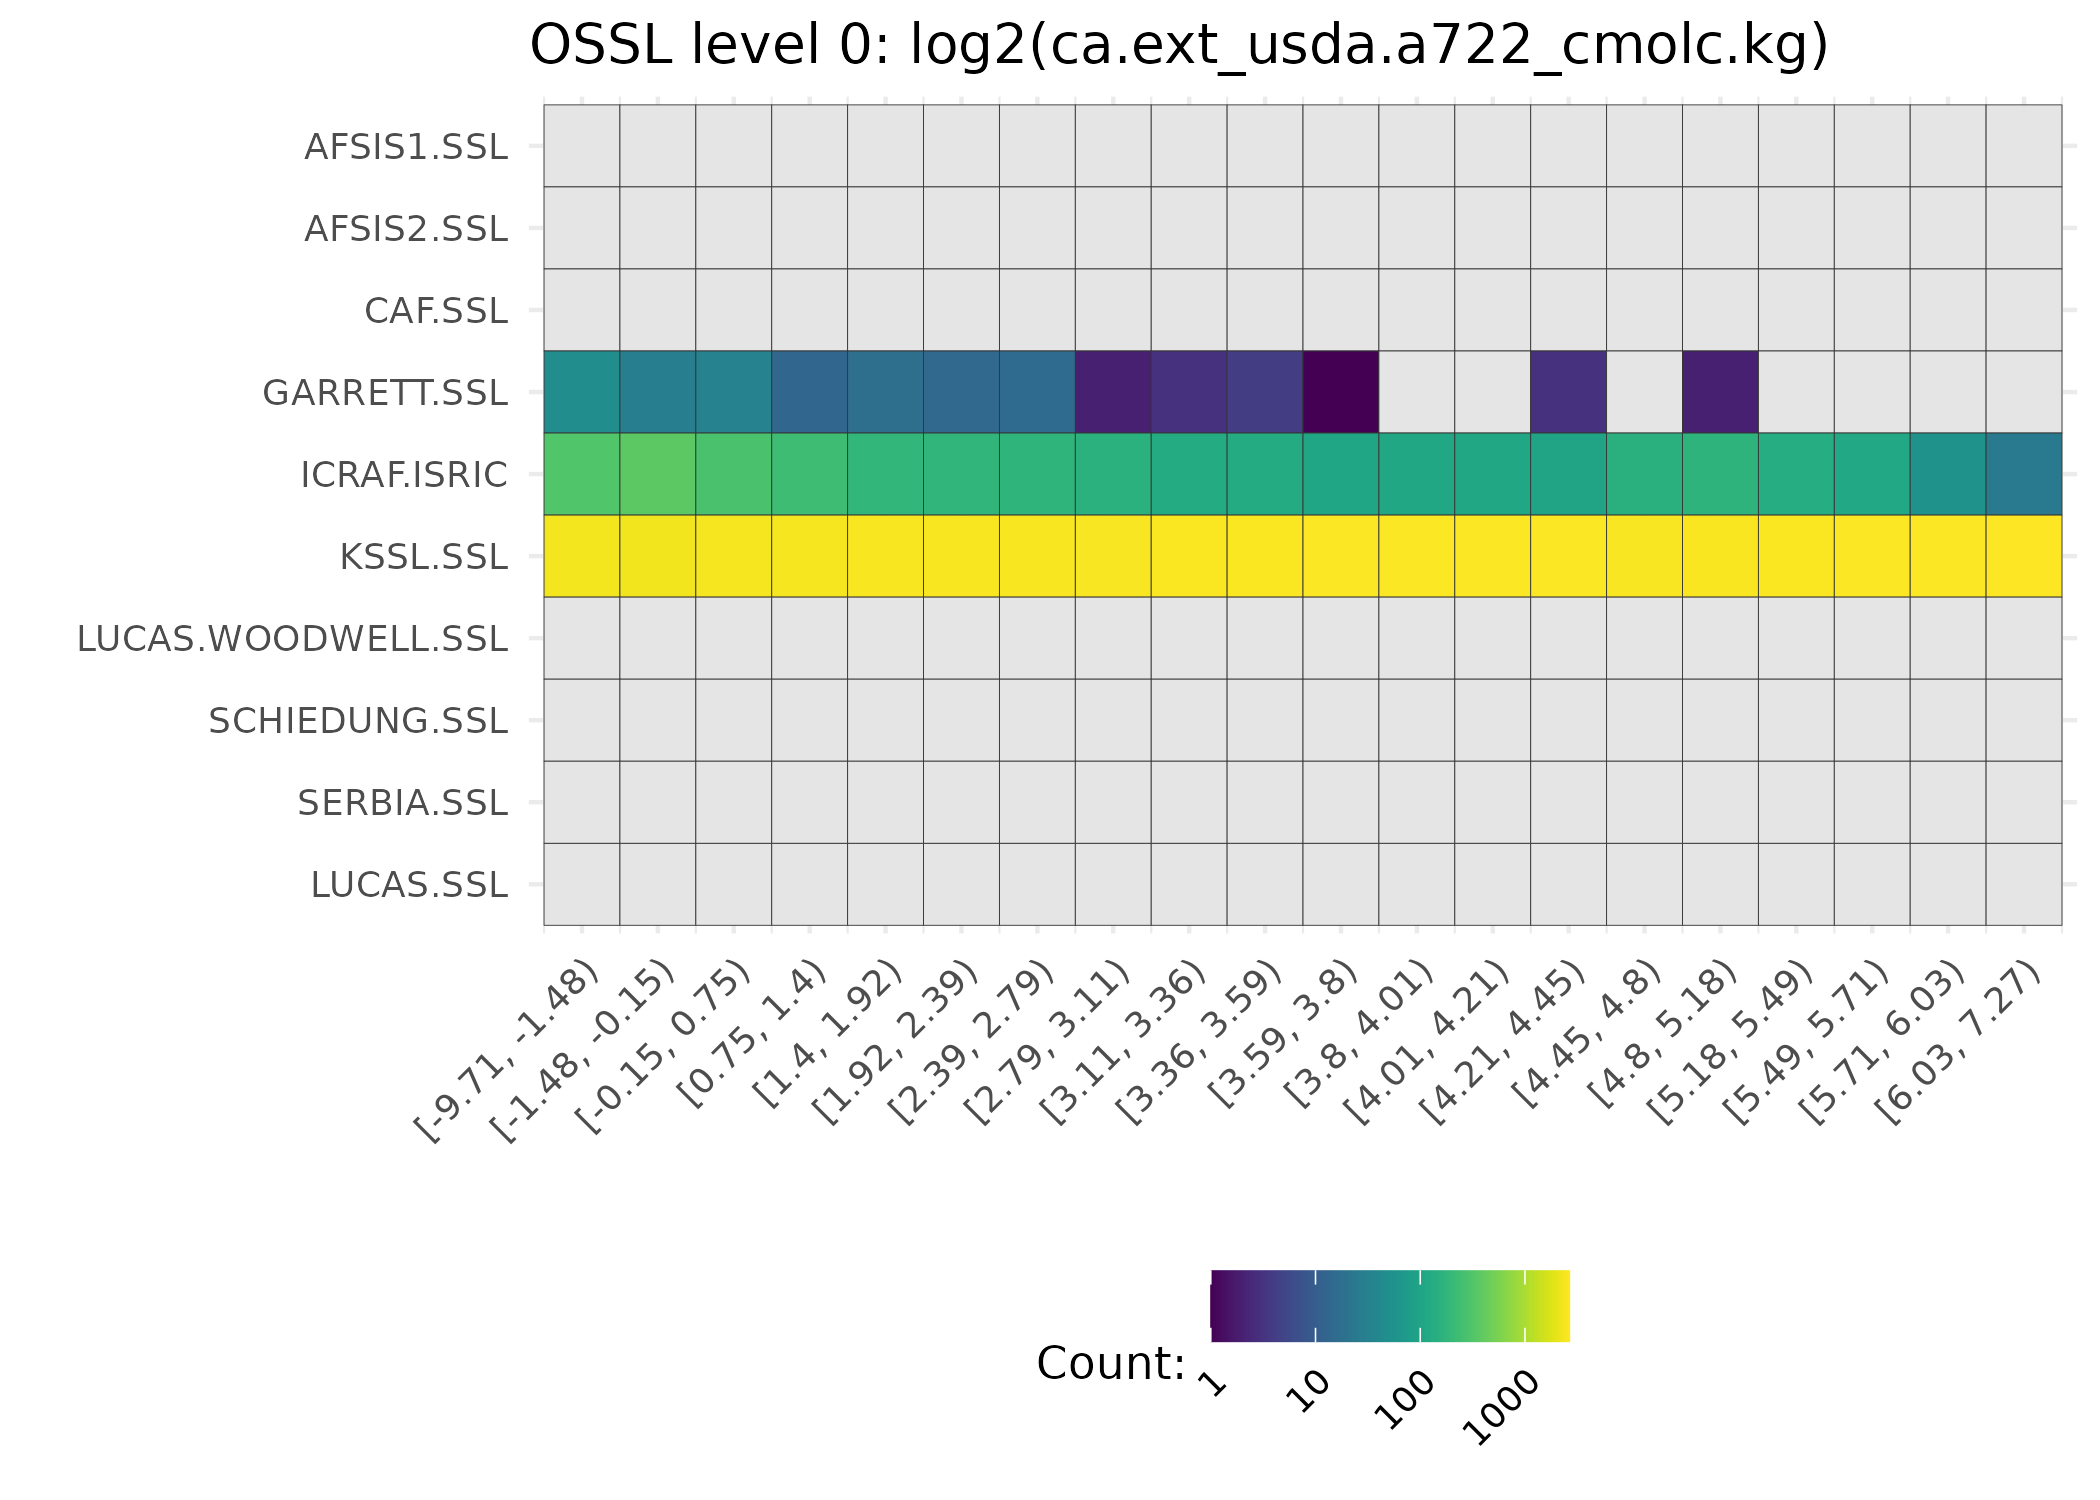 OSSL level 0: log2(ca.ext_usda.a722_cmolc.kg)
AFSIS1.SSL
AFSIS2.SSL
CAF.SSL
GARRETT.SSL
ICRAF.ISRIC
KSSL.SSL
LUCAS.WOODWELL.SSL
SCHIEDUNG.SSL
SERBIA.SSL
LUCAS.SSL
[-9.71, -1.48)
[-1.48, -0.15)
[-0.15, 0.75)
[0.75, 1.4)
[1.4, 1.92)
[1.92, 2.39)
[2.39, 2.79)
[2.79, 3.11)
[3.11, 3.36)
[3.36, 3.59)
[3.59, 3.8)
[3.8, 4.01)
[4.01, 4.21)
[4.21, 4.45)
[4.45, 4.8)
[4.8, 5.18)
[5.18, 5.49)
[5.49, 5.71)
[5.71, 6.03)
[6.03, 7.27)
Count:
1
10
100
1000